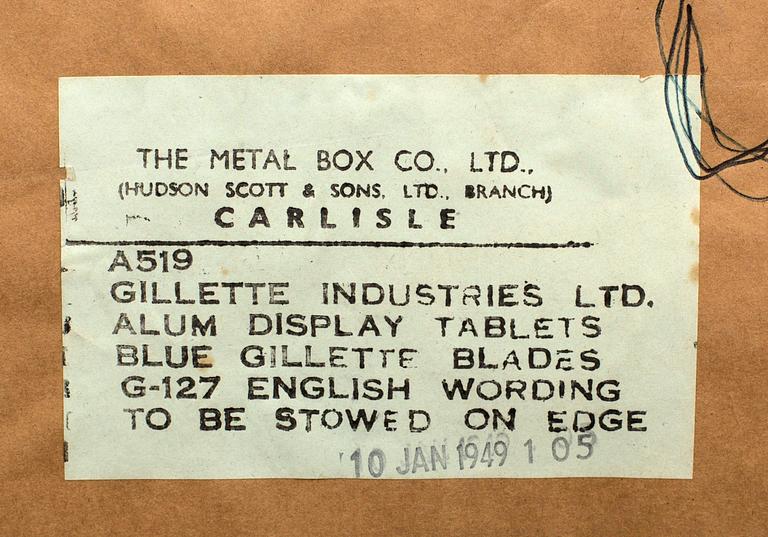 THE METAL BOX CO., LTD.,
(HUDSON SCOTT & SONS, LTD., BRANCH)
CARLISLE
A519
GILLETTE INDUSTRIES LTD.
ALUM DISPLAY TABLETS
BLUE GILLETTE BLADES
G-127 ENGLISH WORDING
TO BE STOWED ON EDGE
10 JAN 1949 1 05